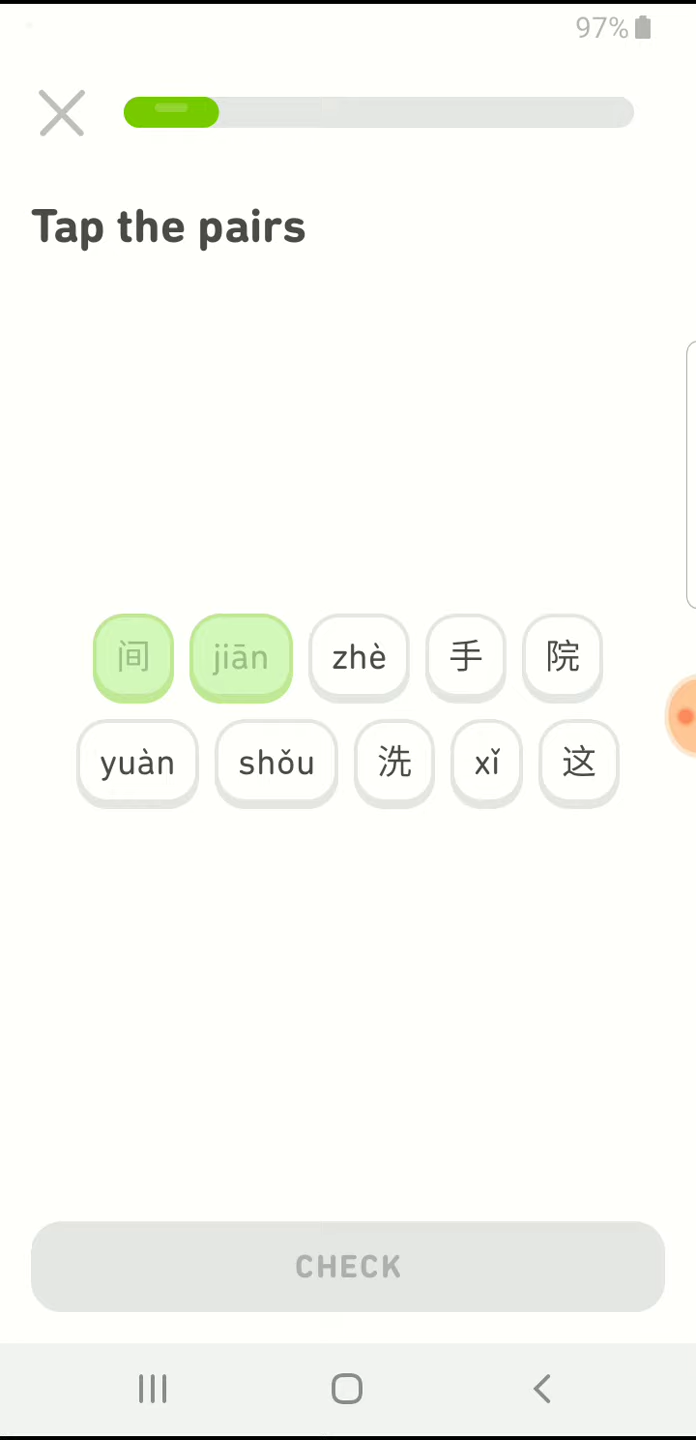 97%
Tap the pairs
间 jiān zhè 手 院
yuàn shǒu 洗 xǐ 这
CHECK